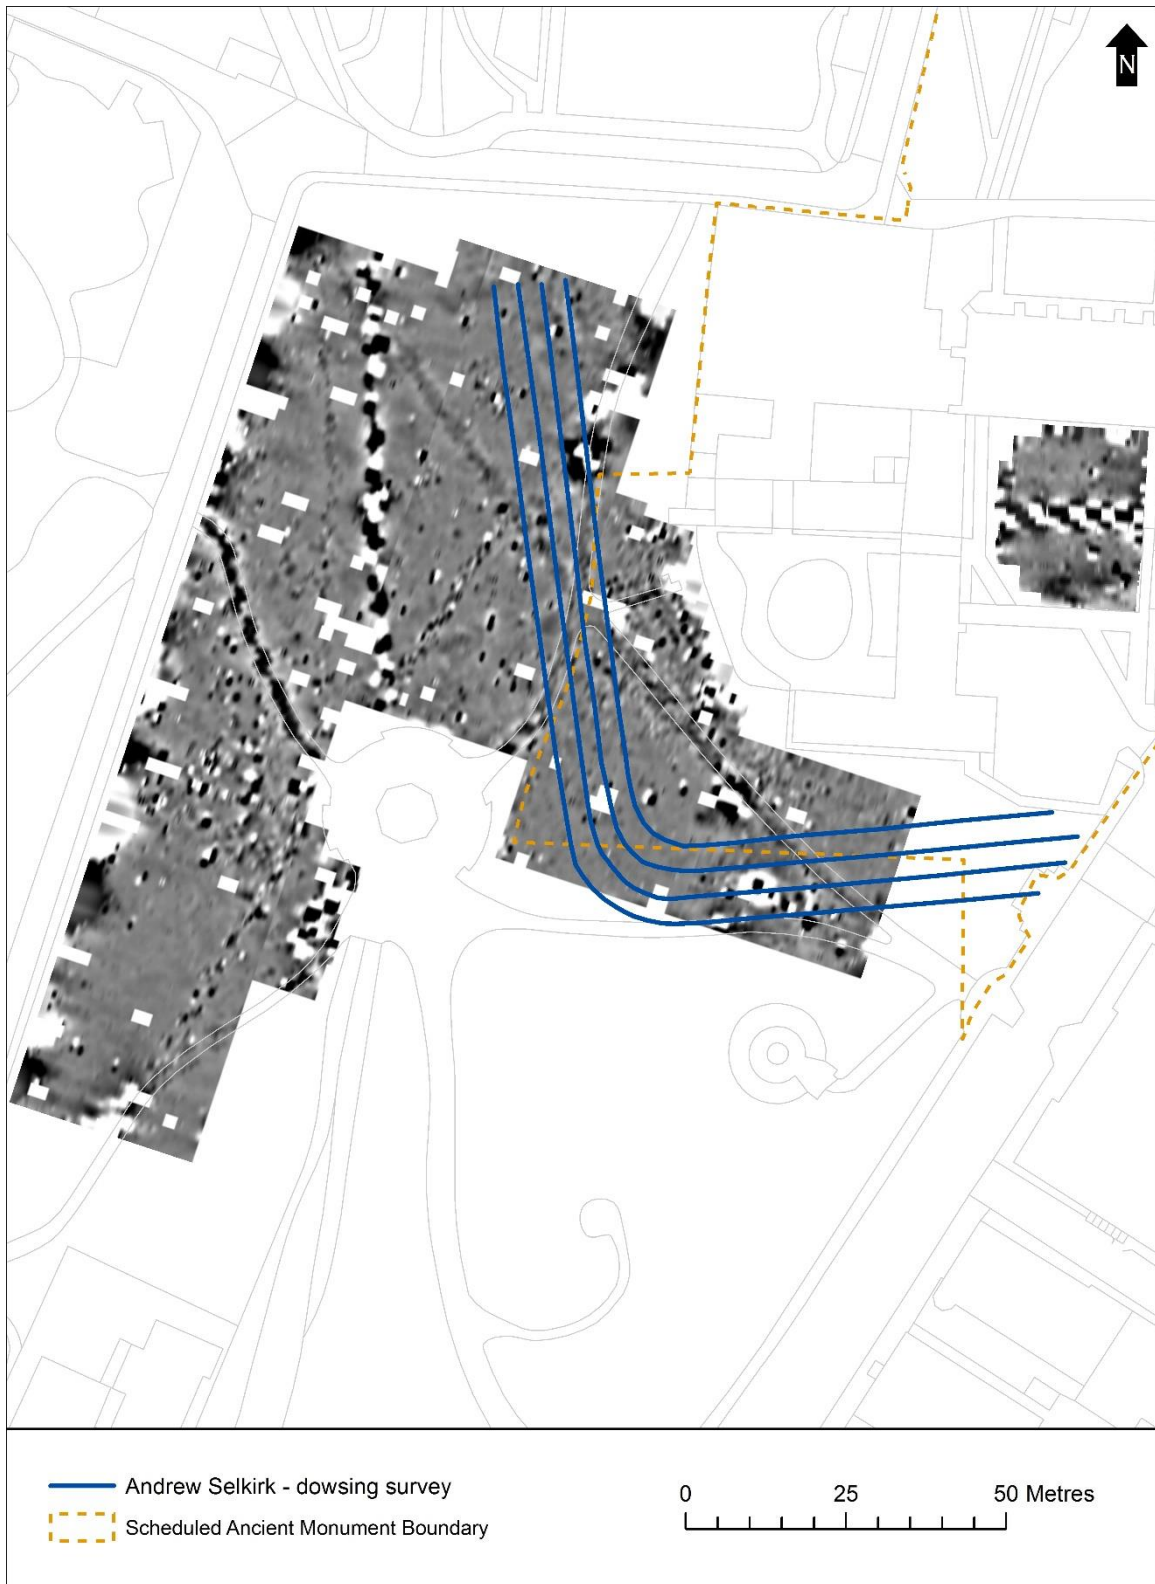 N
Andrew Selkirk - dowsing survey
Scheduled Ancient Monument Boundary
0 25 50 Metres